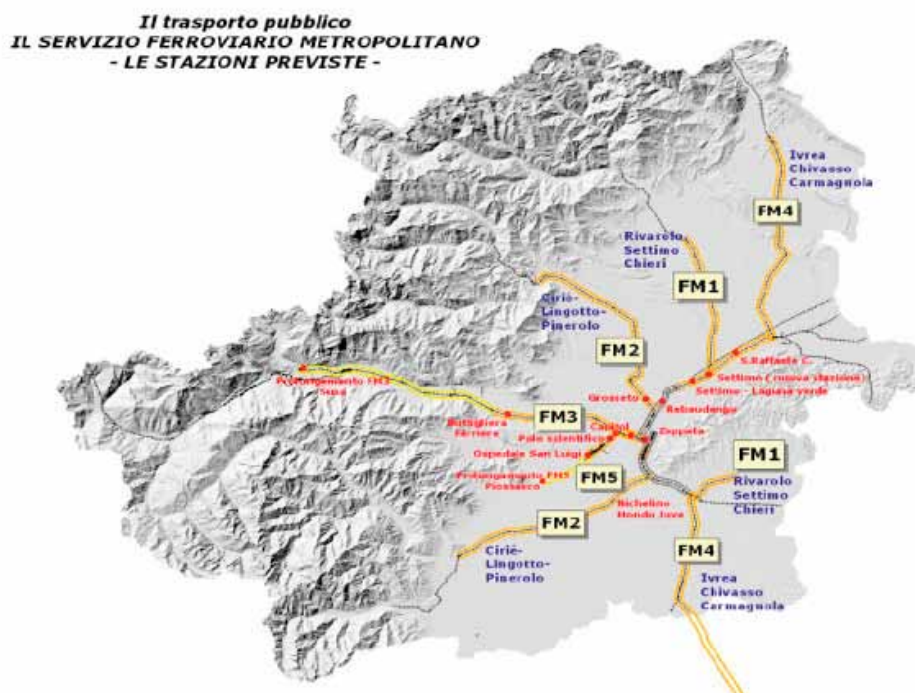 Il trasporto pubblico
IL SERVIZIO FERROVIARIO METROPOLITANO
- LE STAZIONI PREVISTE -
Ivrea
Chivasso
Carmagnola
FM4
Rivarolo
Settimo
Chieri
FM1
Ciriè-
Lingotto-
Pinerolo
FM2
S.Raffaele C.
Settimo (nuova stazione)
Settimo - Laguna verde
Prolungamento FM3
Susa
Grosseto
Rebaudengo
Buttigliera
Ferriere
FM3
Capitol
Zappata
Polo scientifico
Ospedale San Luigi
FM1
Prolungamento FM5
Piossasco
FM5
Rivarolo
Settimo
Chieri
Nichelino
Mondo Juve
FM2
FM4
Ciriè-
Lingotto-
Pinerolo
Ivrea
Chivasso
Carmagnola